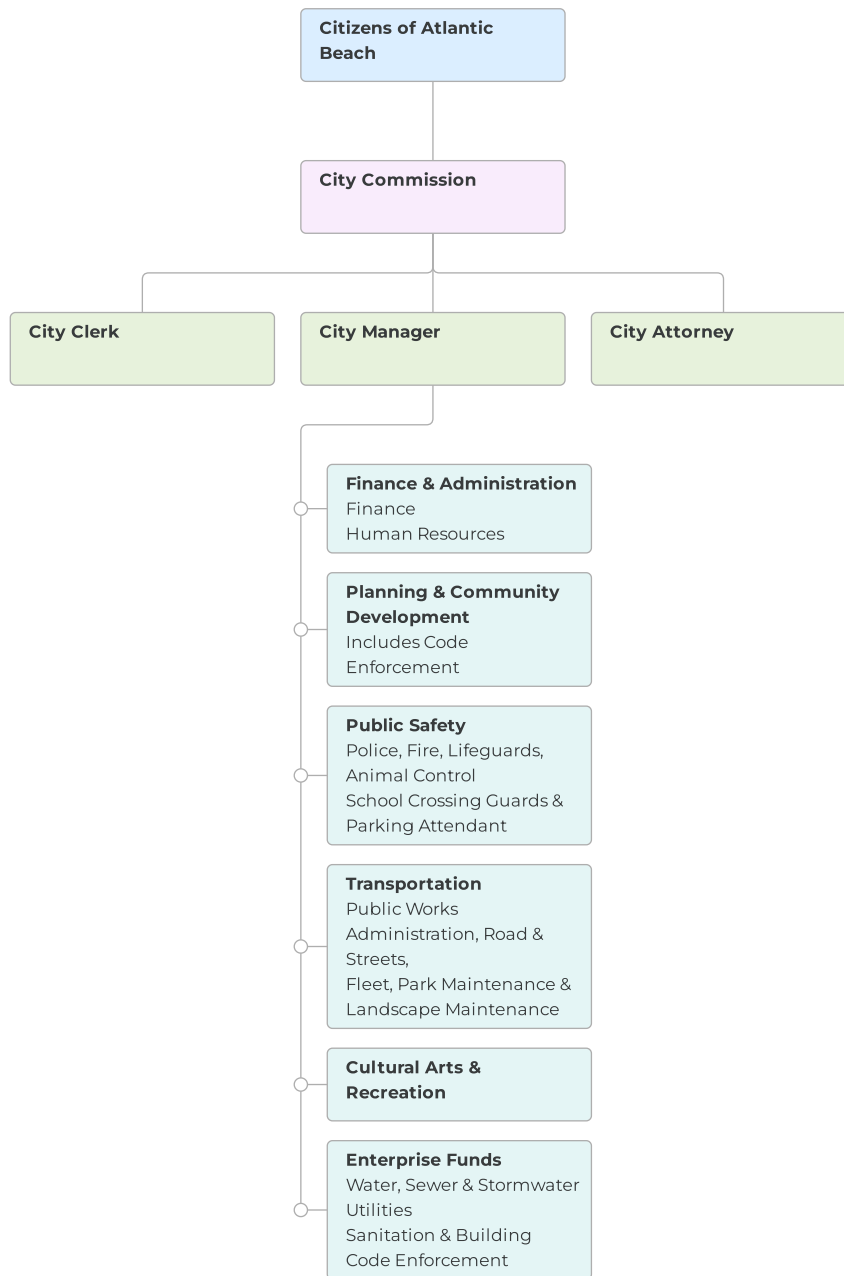 Citizens of Atlantic
Beach
City Commission
City Clerk
City Manager
City Attorney
Finance & Administration
Finance
Human Resources
Planning & Community
Development
Includes Code
Enforcement
Public Safety
Police, Fire, Lifeguards,
Animal Control
School Crossing Guards &
Parking Attendant
Transportation
Public Works
Administration, Road &
Streets,
Fleet, Park Maintenance &
Landscape Maintenance
Cultural Arts &
Recreation
Enterprise Funds
Water, Sewer & Stormwater
Utilities
Sanitation & Building
Code Enforcement